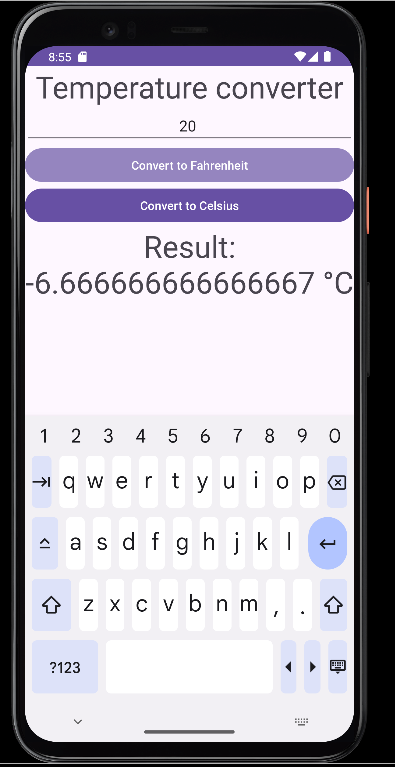 8:55
Temperature converter
20
Convert to Fahrenheit
Convert to Celsius
Result:
-6.666666666666667 °C
1 2 3 4 5 6 7 8 9 0
q w e r t y u i o p
a s d f g h j k l
z x c v b n m , .
?123